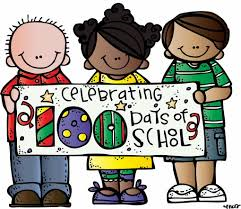 CeLeBRATiNG
100 DAYS OF
SCHOOL